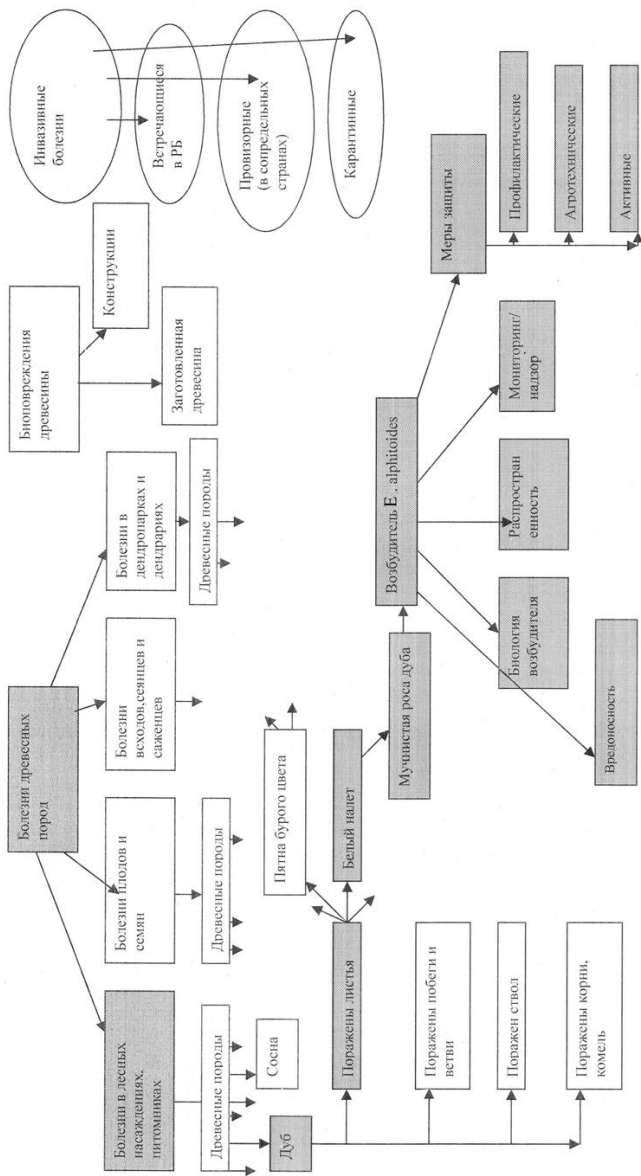 Болезни древесных
пород
Биоповреждения
древесины
Инвазивные
болезни
Болезни в лесных
насаждениях,
питомниках
Болезни плодов и
семян
Болезни
всходов,сеянцев и
саженцев
Болезни в
дендропарках и
дендрариях
Конструкции
Заготовленная
древесина
Встречающиеся
в РБ
Провизорные
(в сопредельных
странах)
Карантинные
Древесные породы
Древесные породы
Древесные породы
Дуб
Сосна
Пятна бурого цвета
Поражены листья
Белый налет
Мучнистая роса дуба
Возбудитель E . alphitoides
Меры защиты
Поражены побеги и
ветви
Поражен ствол
Поражены корни,
комель
Вредоносность
Биология
возбудителя
Распростран
енность
Мониторинг/
надзор
Профилактические
Агротехнические
Активные